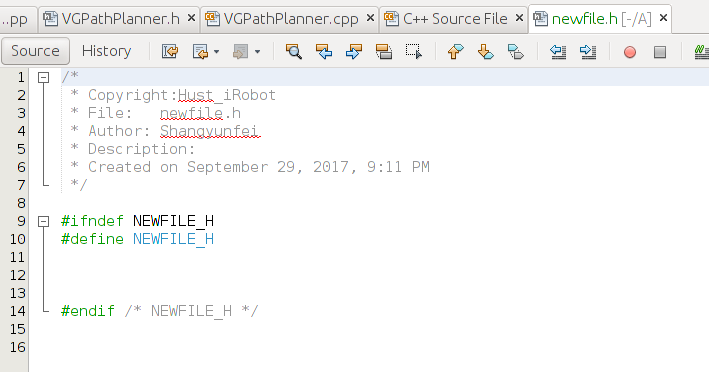 ..pp VGPathPlanner.h VGPathPlanner.cpp C++ Source File newfile.h [-/A]
Source History
1 /*
2 * Copyright:Hust_iRobot
3 * File: newfile.h
4 * Author: Shangyunfei
5 * Description:
6 * Created on September 29, 2017, 9:11 PM
7 */
8
9 #ifndef NEWFILE_H
10 #define NEWFILE_H
11
12
13
14 #endif /* NEWFILE_H */
15
16